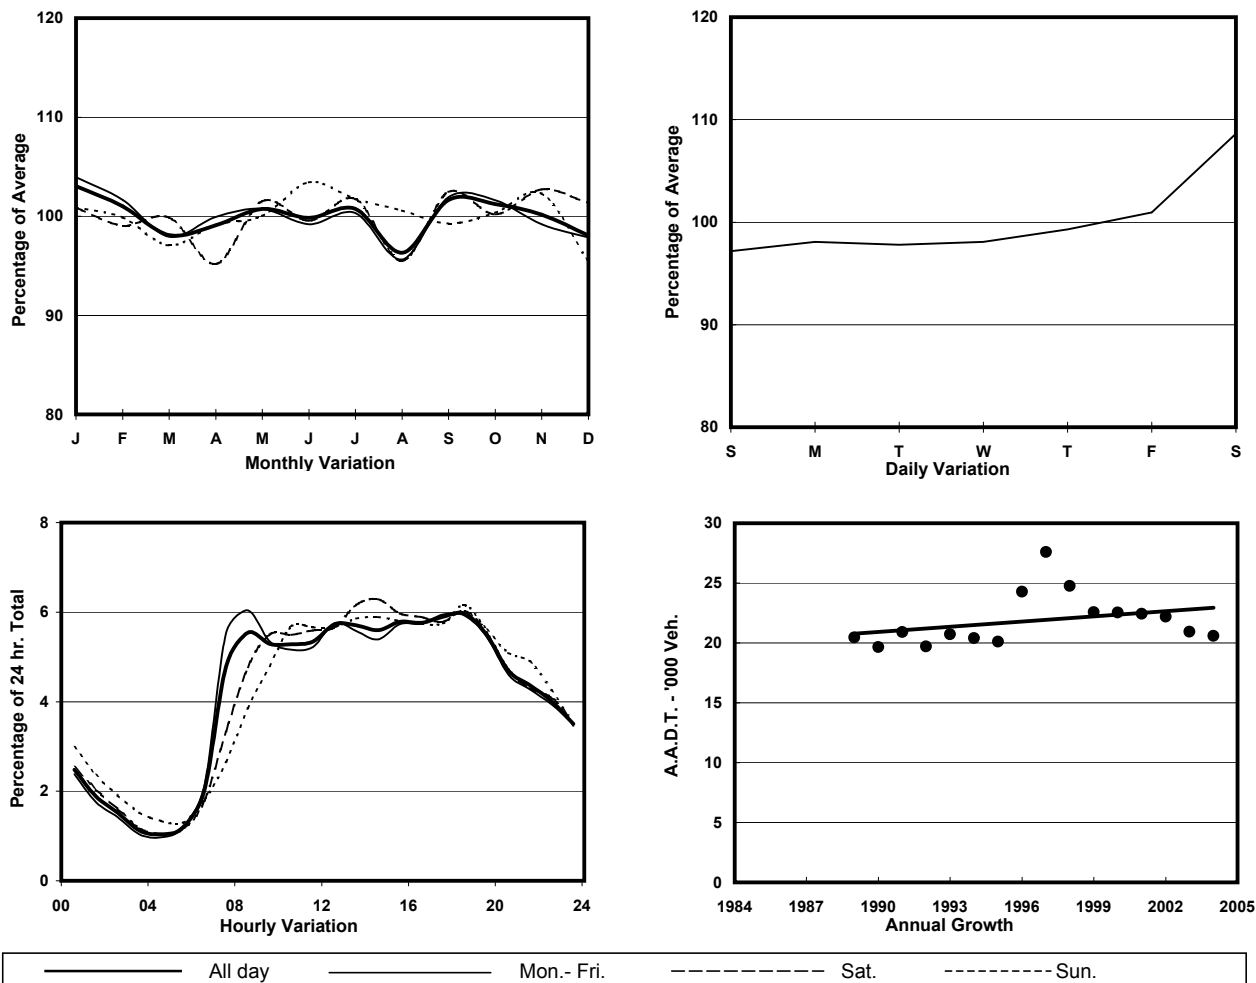 120
110
100
90
80
Percentage of Average
J F M A M J J A S O N D
Monthly Variation
120
110
100
90
80
Percentage of Average
S M T W T F S
Daily Variation
8
6
4
2
0
Percentage of 24 hr. Total
00 04 08 12 16 20 24
Hourly Variation
30
25
20
15
10
5
0
A.A.D.T. - '000 Veh.
1984 1987 1990 1993 1996 1999 2002 2005
Annual Growth
All day Mon.- Fri. Sat. Sun.